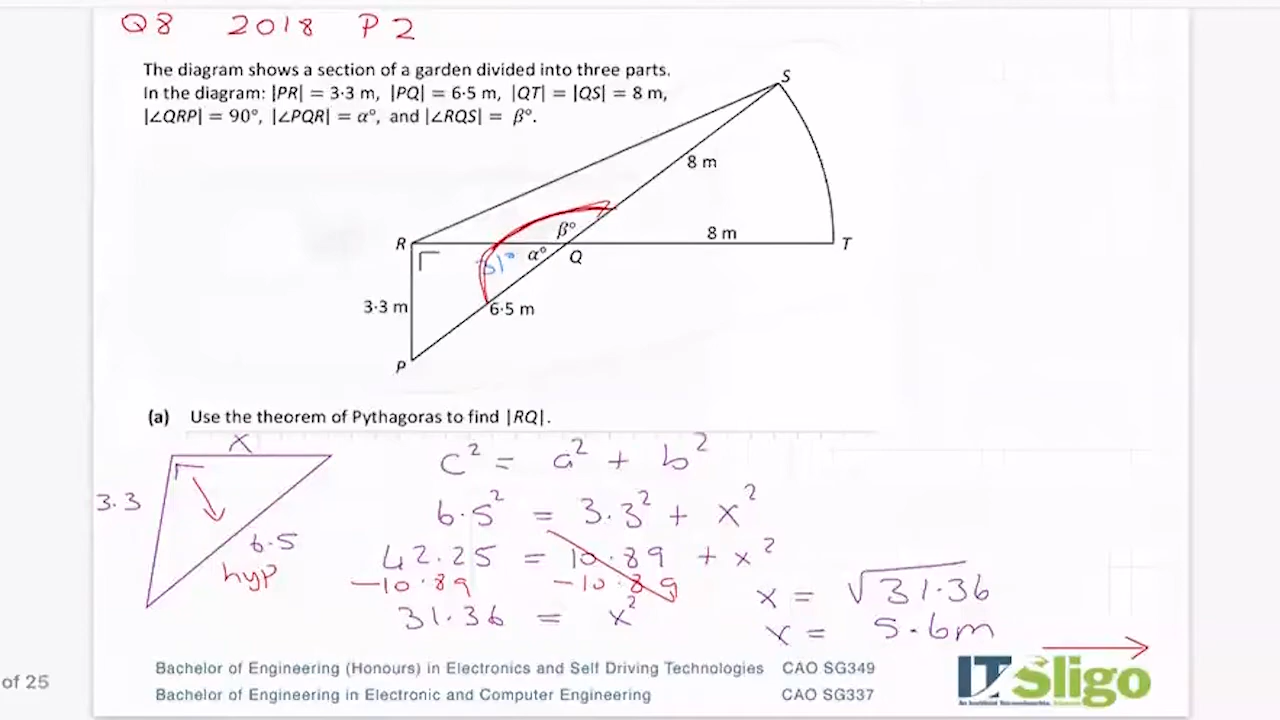 Q8 2018 P2
The diagram shows a section of a garden divided into three parts.
In the diagram: |PR| = 3·3 m, |PQ| = 6·5 m, |QT| = |QS| = 8 m,
|∠QRP| = 90°, |∠PQR| = α°, and |∠RQS| = β°.
S
8 m
β°
R
8 m
T
31°
α°
Q
3·3 m
6·5 m
P
(a) Use the theorem of Pythagoras to find |RQ|.
x
c² = a² + b²
3.3
6.5² = 3.3² + x²
6.5
hyp
42.25 = 10.89 + x²
-10.89 -10.89
31.36 = x²
x = √31.36
x = 5.6m
Bachelor of Engineering (Honours) in Electronics and Self Driving Technologies CAO SG349
Bachelor of Engineering in Electronic and Computer Engineering CAO SG337
IT Sligo
of 25